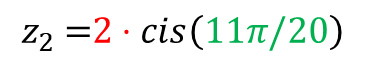 z₂ =2 · cis(11π/20)